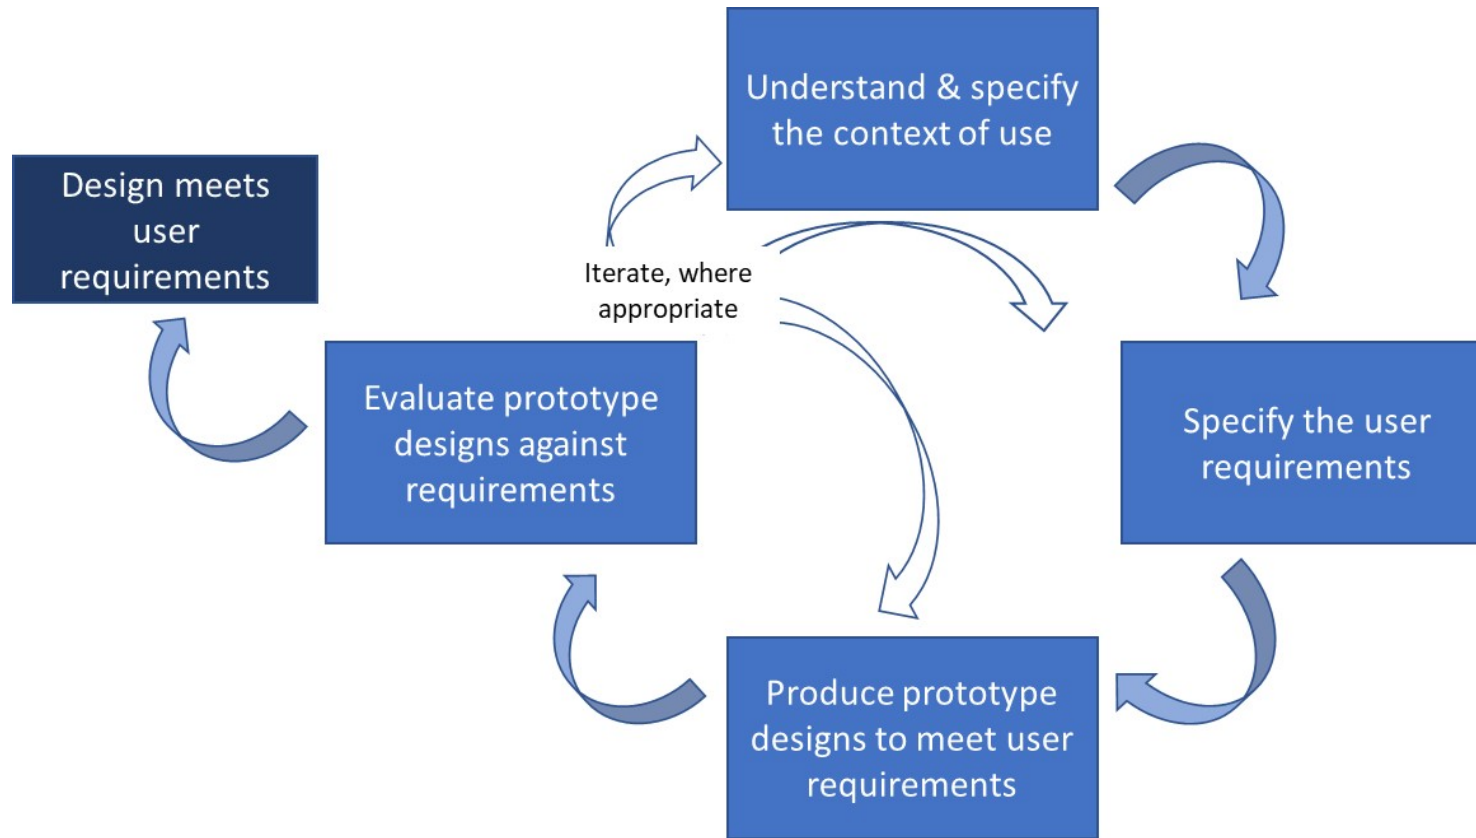 Understand & specify
the context of use
Design meets
user
requirements
Iterate, where
appropriate
Evaluate prototype
designs against
requirements
Specify the user
requirements
Produce prototype
designs to meet user
requirements